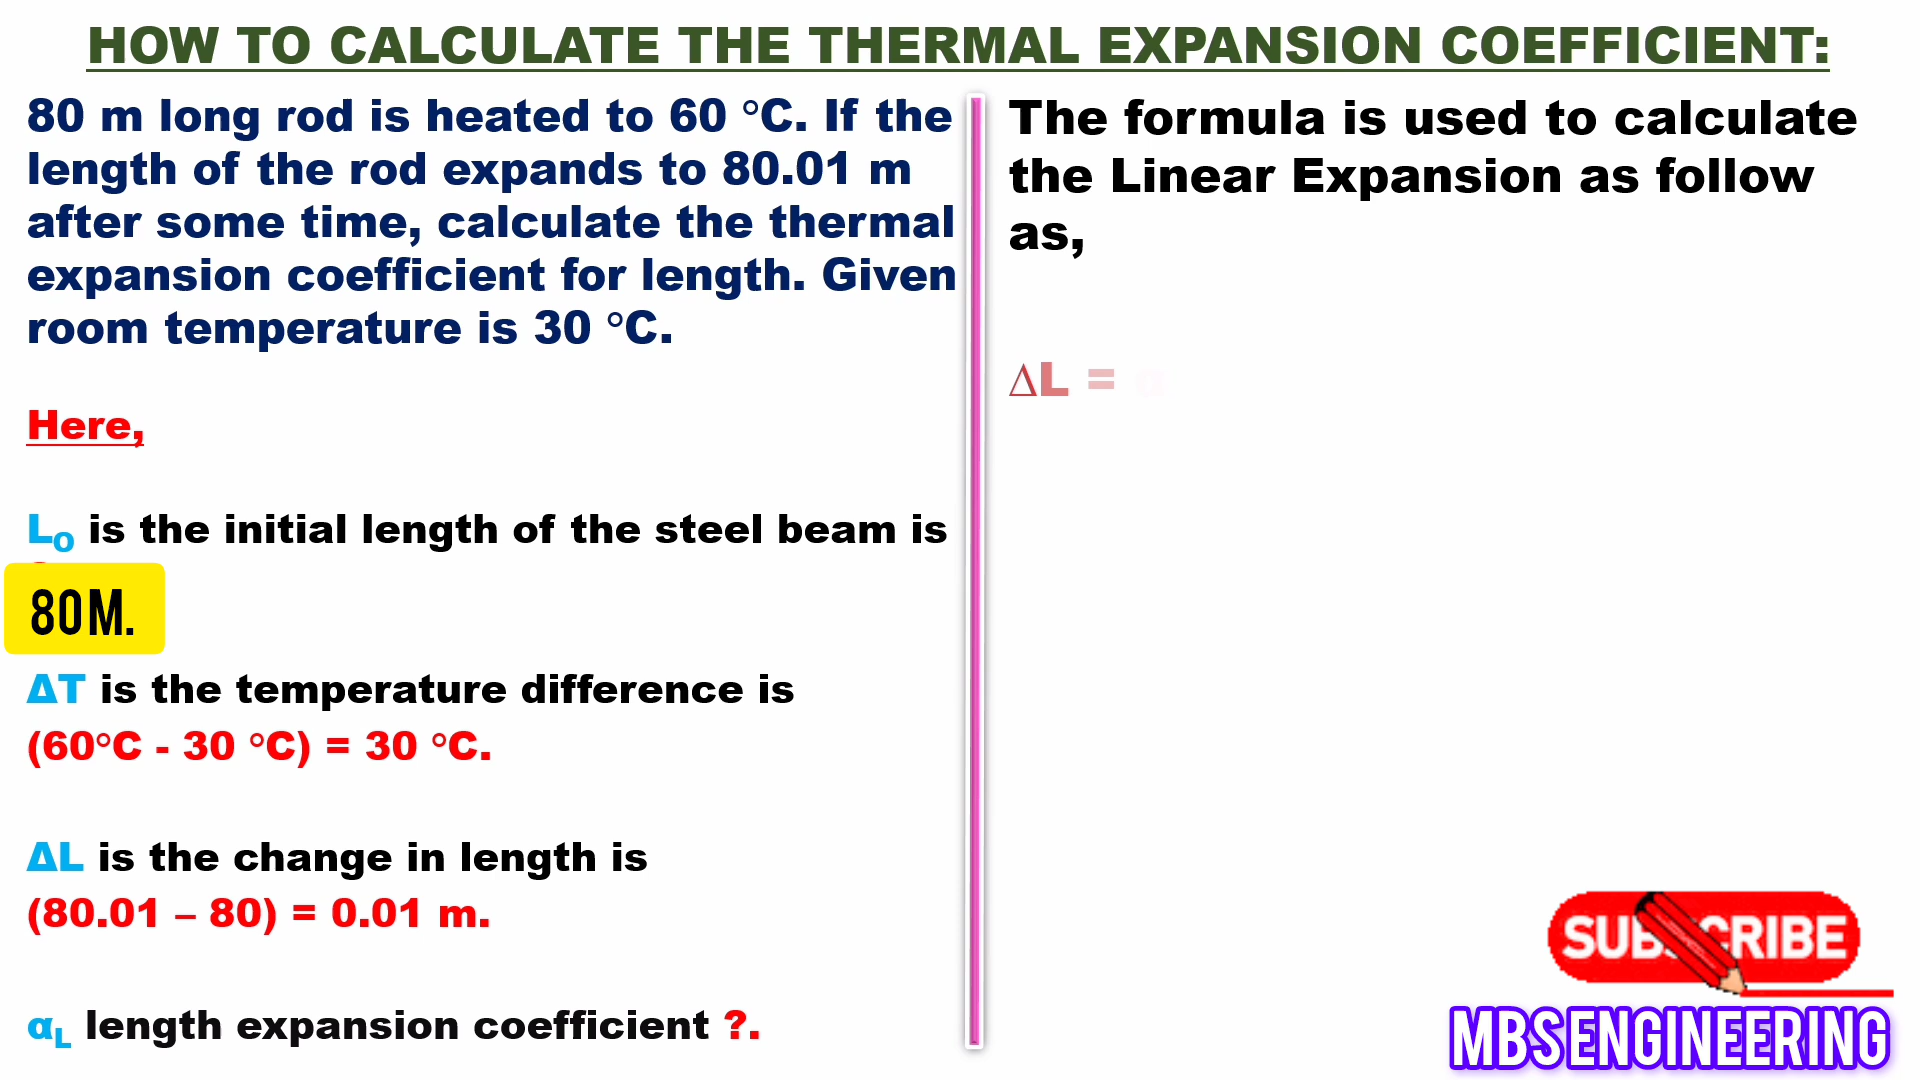 HOW TO CALCULATE THE THERMAL EXPANSION COEFFICIENT:
80 m long rod is heated to 60 °C. If the
length of the rod expands to 80.01 m
after some time, calculate the thermal
expansion coefficient for length. Given
room temperature is 30 °C.
Here,
L₀ is the initial length of the steel beam is
80M.
ΔT is the temperature difference is
(60°C - 30 °C) = 30 °C.
ΔL is the change in length is
(80.01 – 80) = 0.01 m.
αL length expansion coefficient ?.
The formula is used to calculate
the Linear Expansion as follow
as,
ΔL = α
SUBSCRIBE
MBSENGINEERING